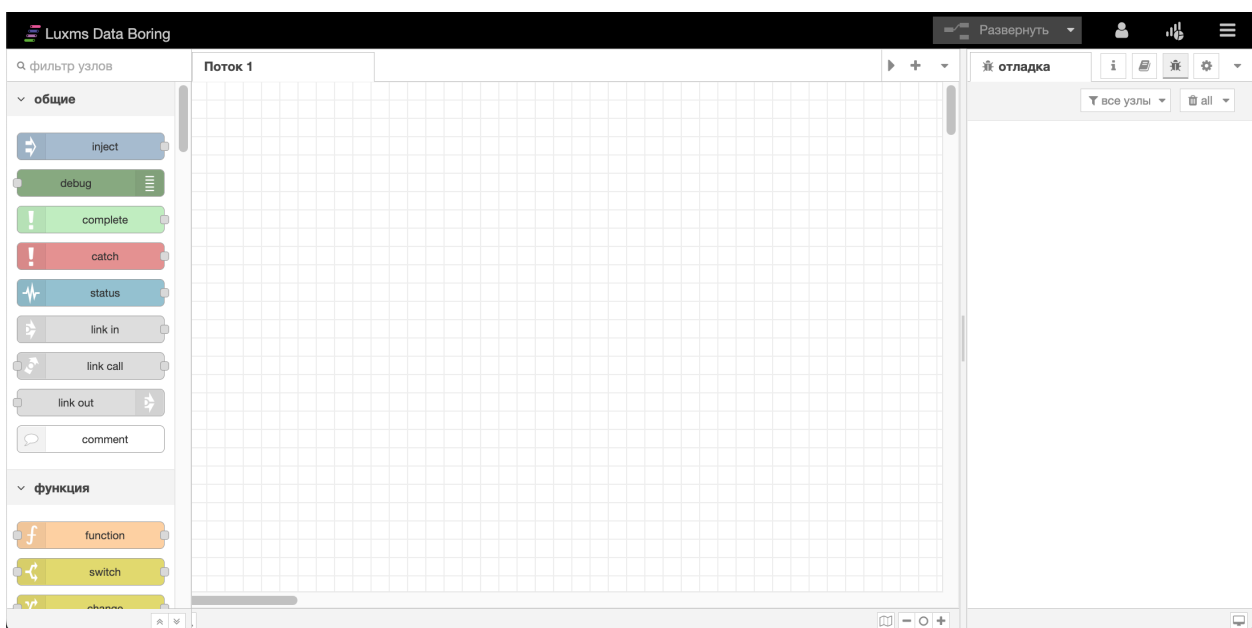 Luxms Data Boring
Развернуть
фильтр узлов
Поток 1
отладка
все узлы
all
общие
inject
debug
complete
catch
status
link in
link call
link out
comment
функция
function
switch
change